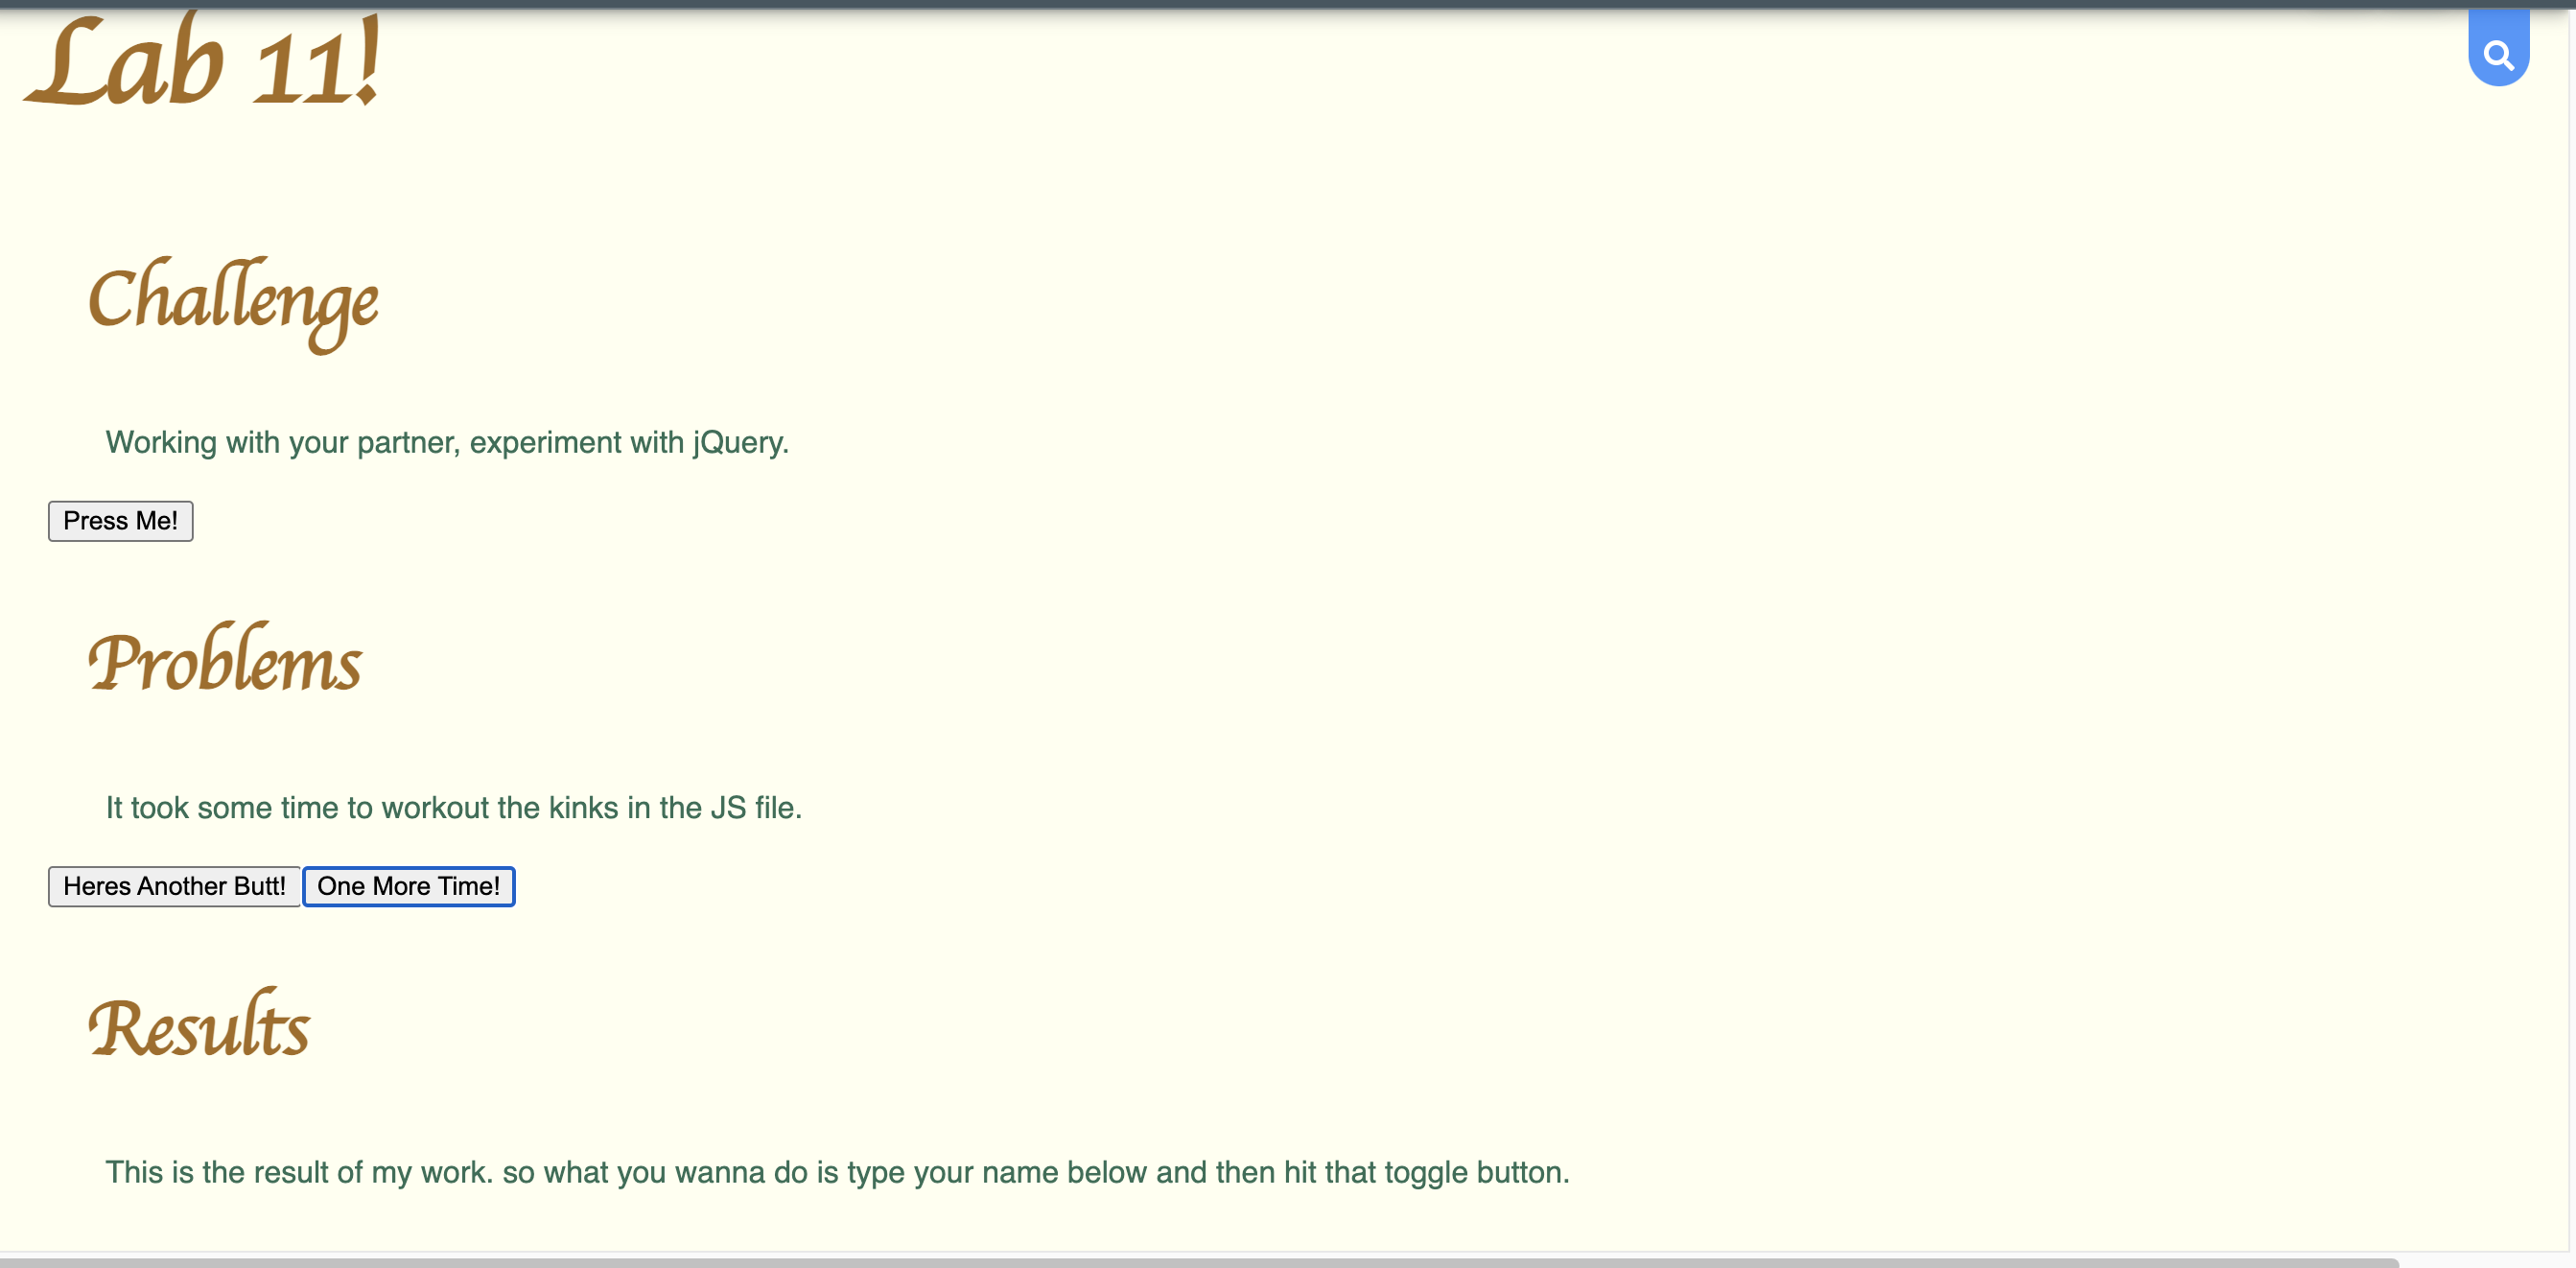 Lab 11!
Challenge
Working with your partner, experiment with jQuery.
Press Me!
Problems
It took some time to workout the kinks in the JS file.
Heres Another Butt! One More Time!
Results
This is the result of my work. so what you wanna do is type your name below and then hit that toggle button.